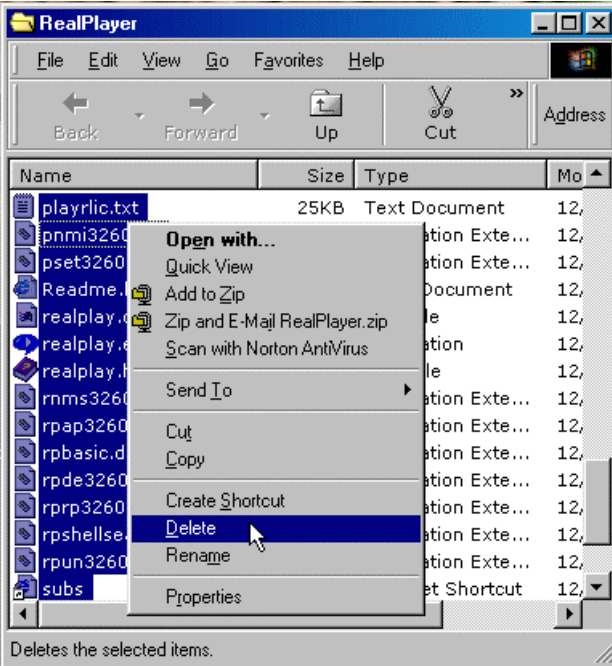 RealPlayer
File Edit View Go Favorites Help
Back Forward Up Cut » Address
Name Size Type Mo
playrlic.txt 25KB Text Document 12,
pnmi3260 ation Exte... 12,
pset3260 ation Exte... 12,
Readme. Document 12,
realplay. le 12,
realplay. ation 12,
realplay. le 12,
rnms3260 ation Exte... 12,
rpap3260 ation Exte... 12,
rpbasic.d ation Exte... 12,
rpde3260 ation Exte... 12,
rprp3260 ation Exte... 12,
rpshellse. ation Exte... 12,
rpun3260 ation Exte... 12,
subs et Shortcut 12,
Open with...
Quick View
Add to Zip
Zip and E-Mail RealPlayer.zip
Scan with Norton AntiVirus
Send To
Cut
Copy
Create Shortcut
Delete
Rename
Properties
Deletes the selected items.